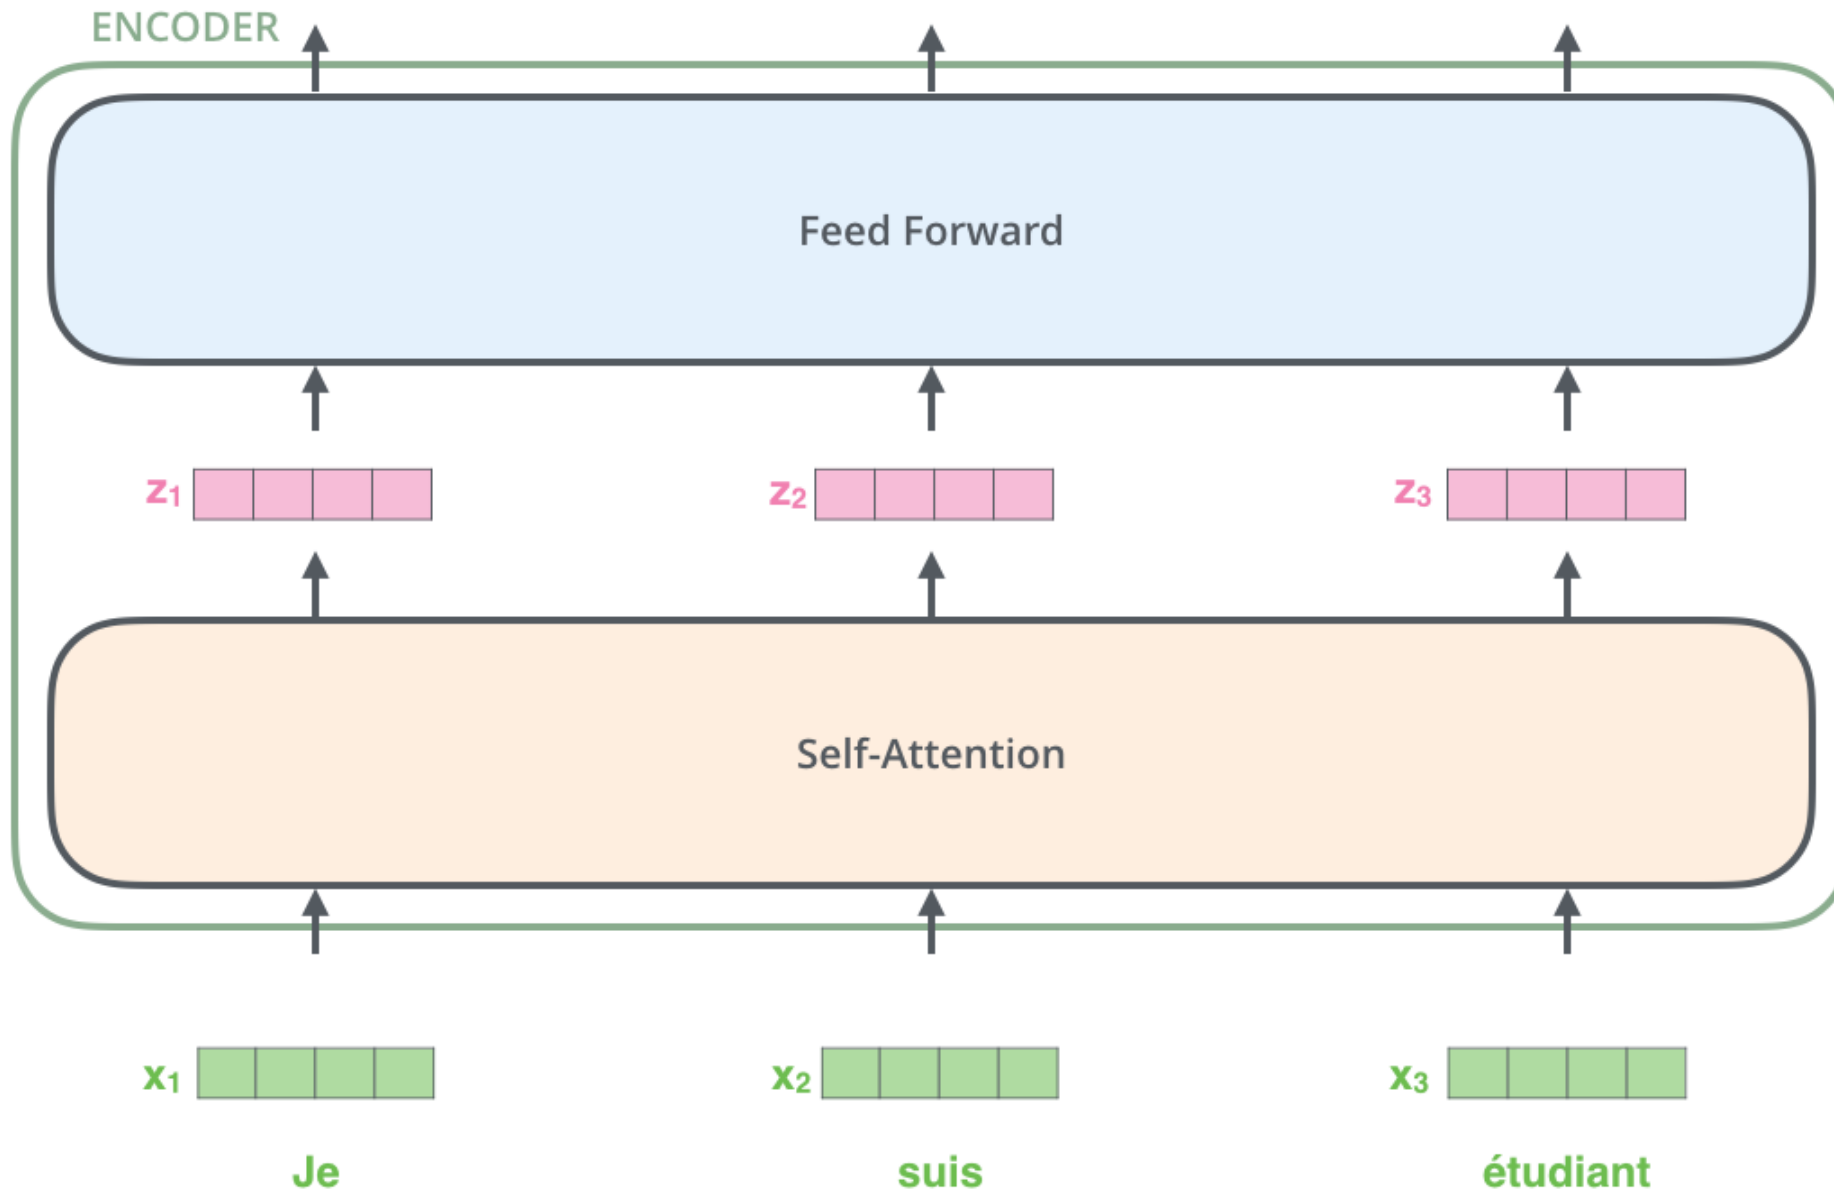 ENCODER
Feed Forward
z1 z2 z3
Self-Attention
x1 x2 x3
Je suis étudiant